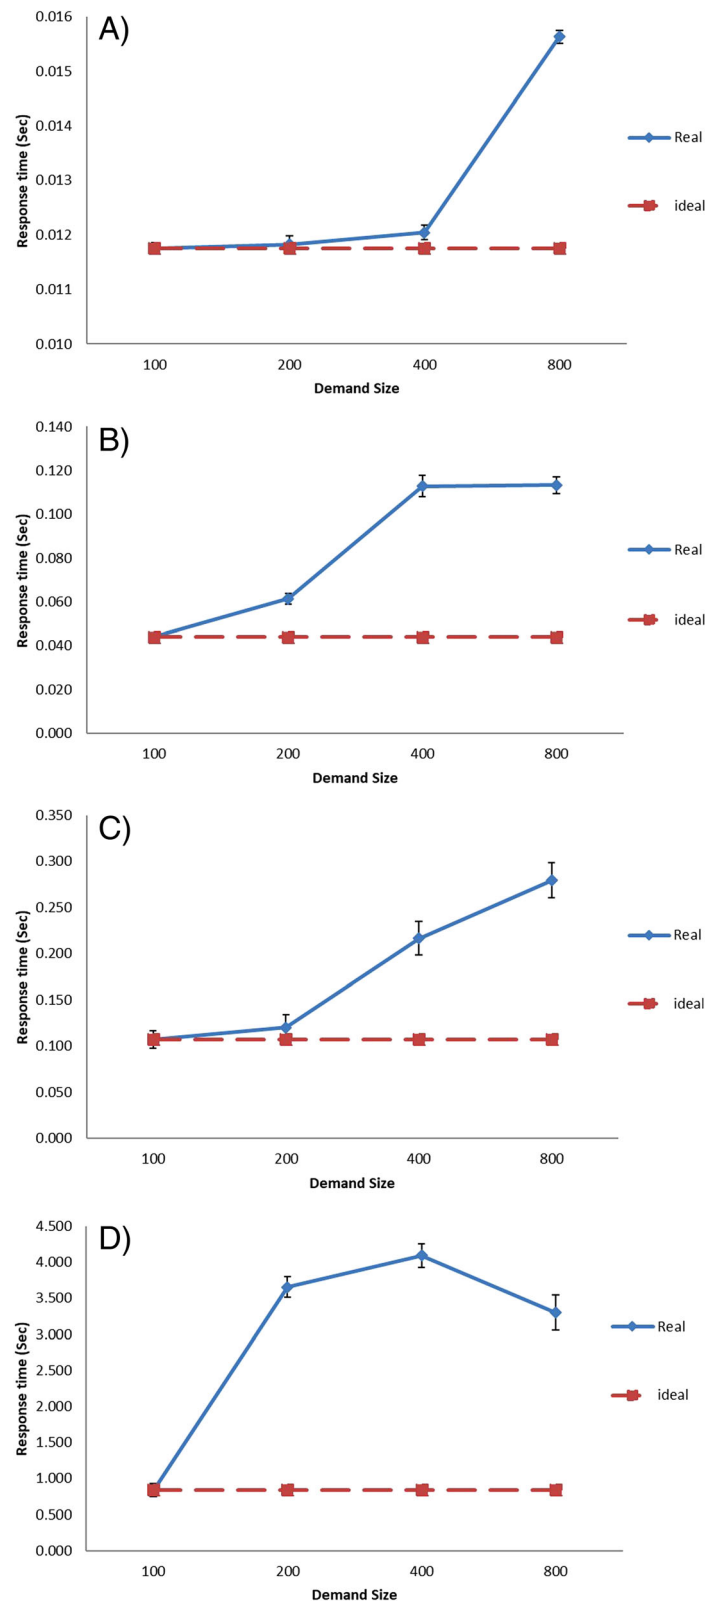 A)
0.016
0.015
0.014
0.013
0.012
0.011
0.010
Response time (Sec)
100 200 400 800
Demand Size
Real
ideal
B)
0.140
0.120
0.100
0.080
0.060
0.040
0.020
0.000
Response time (Sec)
100 200 400 800
Demand Size
Real
ideal
C)
0.350
0.300
0.250
0.200
0.150
0.100
0.050
0.000
Response time (Sec)
100 200 400 800
Demand Size
Real
ideal
D)
4.500
4.000
3.500
3.000
2.500
2.000
1.500
1.000
0.500
0.000
Response time (Sec)
100 200 400 800
Demand Size
Real
ideal